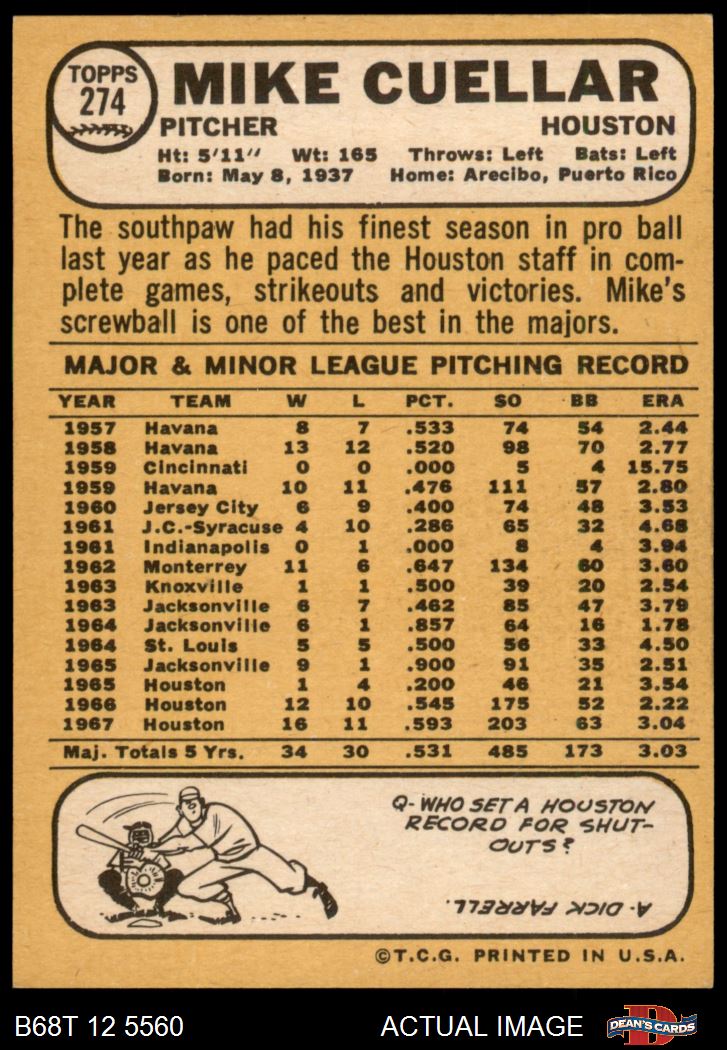 TOPPS
274
MIKE CUELLAR
PITCHER HOUSTON
Ht: 5'11" Wt: 165 Throws: Left Bats: Left
Born: May 8, 1937 Home: Arecibo, Puerto Rico
The southpaw had his finest season in pro ball
last year as he paced the Houston staff in com-
plete games, strikeouts and victories. Mike's
screwball is one of the best in the majors.
MAJOR & MINOR LEAGUE PITCHING RECORD
YEAR TEAM W L PCT. SO BB ERA
1957 Havana 8 7 .533 74 54 2.44
1958 Havana 13 12 .520 98 70 2.77
1959 Cincinnati 0 0 .000 5 4 15.75
1959 Havana 10 11 .476 111 57 2.80
1960 Jersey City 6 9 .400 74 48 3.53
1961 J.C.-Syracuse 4 10 .286 65 32 4.68
1961 Indianapolis 0 1 .000 8 4 3.94
1962 Monterrey 11 6 .647 134 60 3.60
1963 Knoxville 1 1 .500 39 20 2.54
1963 Jacksonville 6 7 .462 85 47 3.79
1964 Jacksonville 6 1 .857 64 16 1.78
1964 St. Louis 5 5 .500 56 33 4.50
1965 Jacksonville 9 1 .900 91 35 2.51
1965 Houston 1 4 .200 46 21 3.54
1966 Houston 12 10 .545 175 52 2.22
1967 Houston 16 11 .593 203 63 3.04
Maj. Totals 5 Yrs. 34 30 .531 485 173 3.03
Q- WHO SET A HOUSTON
RECORD FOR SHUT-
OUTS?
A. DICK FARRELL.
©T.C.G. PRINTED IN U.S.A.
B68T 12 5560 ACTUAL IMAGE DEAN'S CARDS